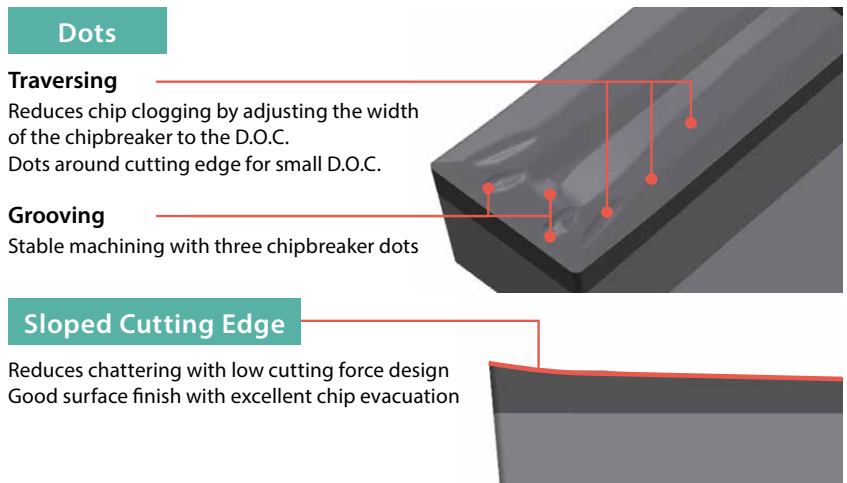 Dots
Traversing
Reduces chip clogging by adjusting the width
of the chipbreaker to the D.O.C.
Dots around cutting edge for small D.O.C.
Grooving
Stable machining with three chipbreaker dots
Sloped Cutting Edge
Reduces chattering with low cutting force design
Good surface finish with excellent chip evacuation